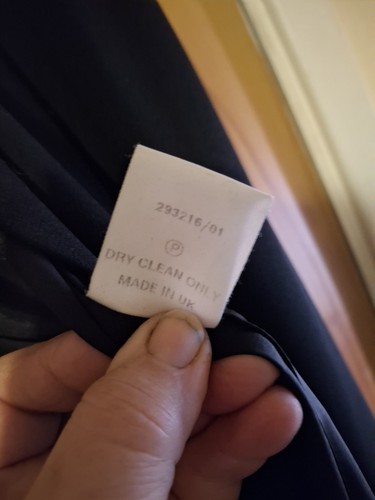 293216/01
P
DRY CLEAN ONLY
MADE IN UK